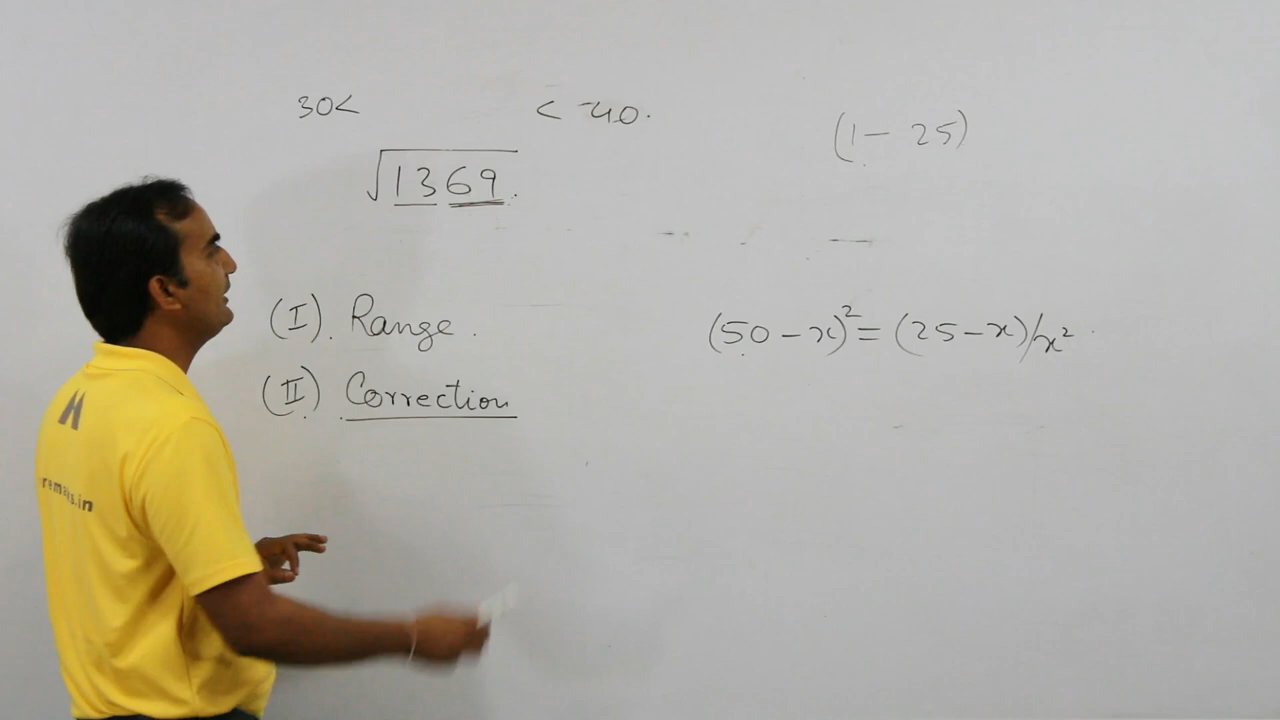 30<        < 40.
(1 - 25)
√1369.
(I). Range.
(50 - x)² = (25 - x)/x²
(II) Correction